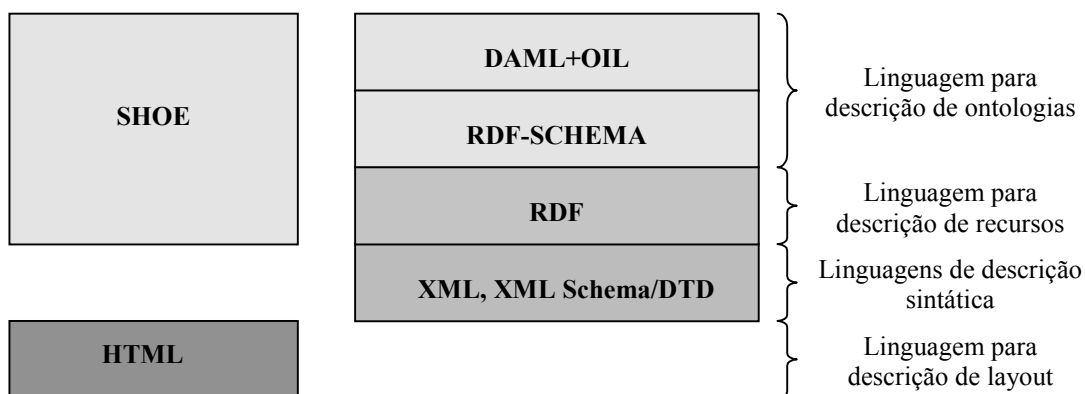 SHOE
DAML+OIL
RDF-SCHEMA
RDF
XML, XML Schema/DTD
HTML
Linguagem para
descrição de ontologias
Linguagem para
descrição de recursos
Linguagens de descrição
sintática
Linguagem para
descrição de layout